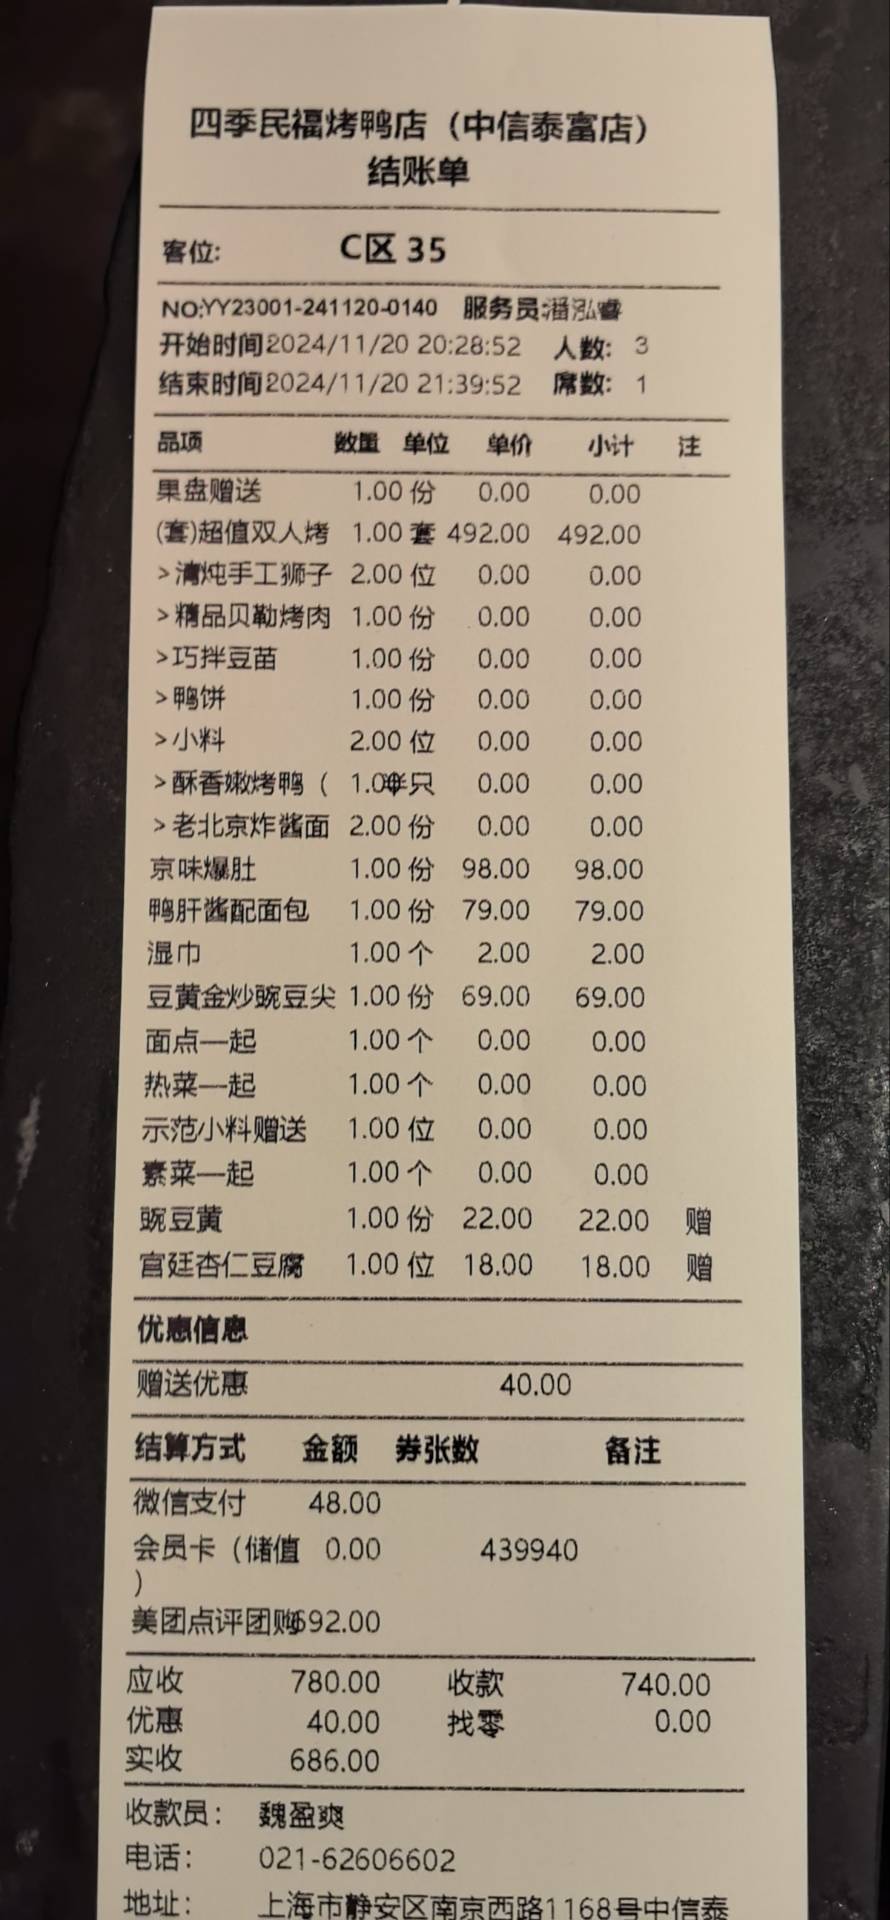 四季民福烤鸭店（中信泰富店）
结账单
客位: C区 35
NO:YY23001-241120-0140 服务员:潘泓睿
开始时间2024/11/20 20:28:52 人数: 3
结束时间2024/11/20 21:39:52 席数: 1
品项 数量 单位 单价 小计 注
果盘赠送 1.00 份 0.00 0.00
(套)超值双人烤 1.00 套 492.00 492.00
>清炖手工狮子 2.00 位 0.00 0.00
>精品贝勒烤肉 1.00 份 0.00 0.00
>巧拌豆苗 1.00 份 0.00 0.00
>鸭饼 1.00 份 0.00 0.00
>小料 2.00 位 0.00 0.00
>酥香嫩烤鸭（ 1.00半只 0.00 0.00
>老北京炸酱面 2.00 份 0.00 0.00
京味爆肚 1.00 份 98.00 98.00
鸭肝酱配面包 1.00 份 79.00 79.00
湿巾 1.00 个 2.00 2.00
豆黄金炒豌豆尖 1.00 份 69.00 69.00
面点—起 1.00 个 0.00 0.00
热菜—起 1.00 个 0.00 0.00
示范小料赠送 1.00 位 0.00 0.00
素菜—起 1.00 个 0.00 0.00
豌豆黄 1.00 份 22.00 22.00 赠
宫廷杏仁豆腐 1.00 位 18.00 18.00 赠
优惠信息
赠送优惠 40.00
结算方式 金额 券张数 备注
微信支付 48.00
会员卡（储值 0.00 439940
）
美团点评团购692.00
应收 780.00 收款 740.00
优惠 40.00 找零 0.00
实收 686.00
收款员: 魏盈爽
电话: 021-62606602
地址: 上海市静安区南京西路1168号中信泰